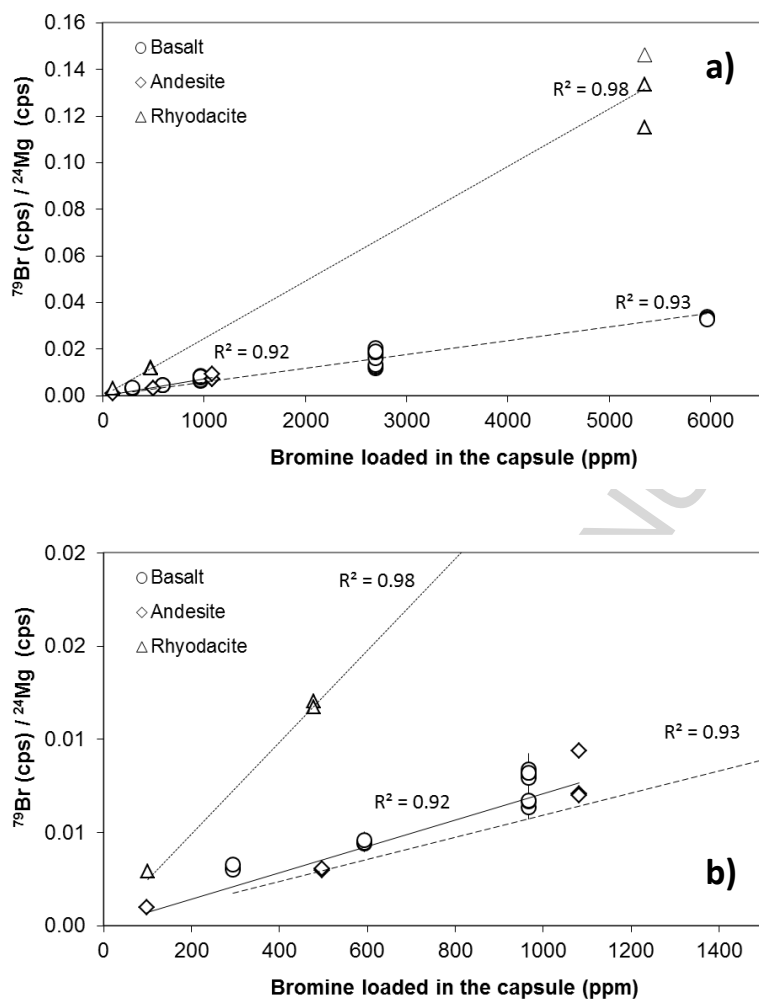 0.16
a)
Basalt
0.14
Andesite
R² = 0.98
Rhyodacite
0.12
⁷⁹Br (cps) / ²⁴Mg (cps)
0.10
0.08
0.06
0.04
R² = 0.93
R² = 0.92
0.02
0.00
0 1000 2000 3000 4000 5000 6000
Bromine loaded in the capsule (ppm)
0.02
Basalt
R² = 0.98
Andesite
Rhyodacite
0.02
⁷⁹Br (cps) / ²⁴Mg (cps)
0.01
R² = 0.93
R² = 0.92
0.01
b)
0.00
0 200 400 600 800 1000 1200 1400
Bromine loaded in the capsule (ppm)